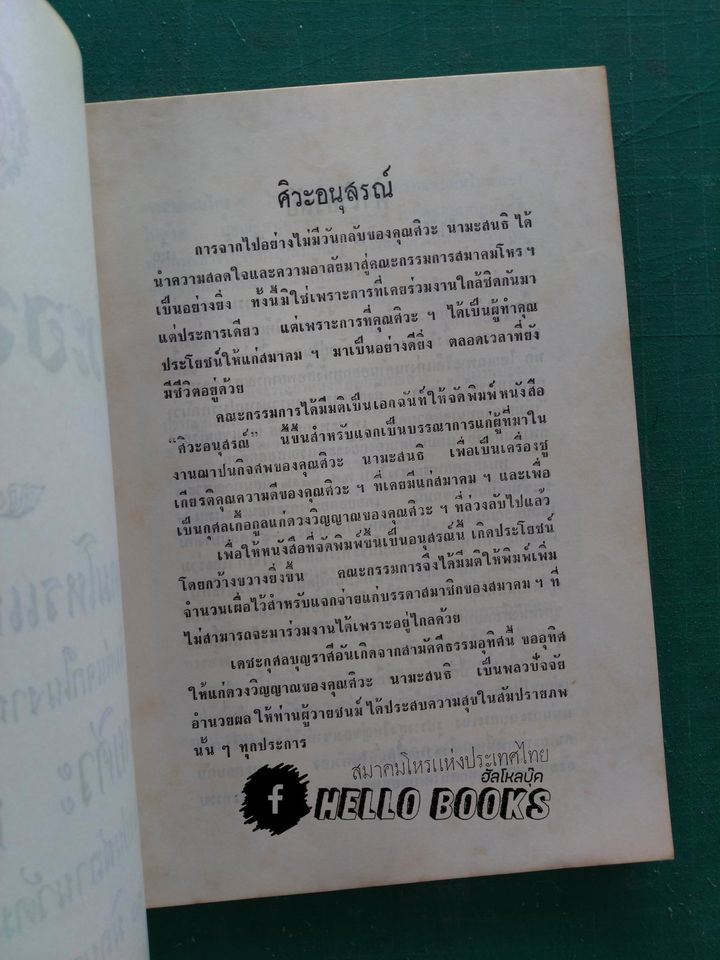 ศิวะอนุสรณ์
การจากไปอย่างไม่มีวันกลับของคุณศิวะ นามะสนธิ ได้
นำความสลดใจและความอาลัยมาสู่คณะกรรมการสมาคมโหร ฯ
เป็นอย่างยิ่ง ทั้งนี้มิใช่เพราะการที่เคยร่วมงานใกล้ชิดกันมา
แต่ประการเดียว แต่เพราะการที่คุณศิวะ ฯ ได้เป็นผู้ทำคุณ
ประโยชน์ให้แก่สมาคม ฯ มาเป็นอย่างดียิ่ง ตลอดเวลาที่ยัง
มีชีวิตอยู่ด้วย
คณะกรรมการได้มีมติเป็นเอกฉันท์ให้จัดพิมพ์หนังสือ
“ศิวะอนุสรณ์” นี้ขึ้นสำหรับแจกเป็นบรรณาการแก่ผู้ที่มาใน
งานฌาปนกิจศพของคุณศิวะ นามะสนธิ เพื่อเป็นเครื่องชู
เกียรติคุณความดีของคุณศิวะ ฯ ที่เคยมีแก่สมาคม ฯ และเพื่อ
เป็นกุศลเกื้อกูลแก่ดวงวิญญาณของคุณศิวะ ฯ ที่ล่วงลับไปแล้ว
เพื่อให้หนังสือที่จัดพิมพ์ขึ้นเป็นอนุสรณ์นี้ เกิดประโยชน์
โดยกว้างขวางยิ่งขึ้น คณะกรรมการจึงได้มีมติให้พิมพ์เพิ่ม
จำนวนเผื่อไว้สำหรับแจกจ่ายแก่บรรดาสมาชิกของสมาคม ฯ ที่
ไม่สามารถจะมาร่วมงานได้เพราะอยู่ไกลด้วย
เดชะกุศลบุญราศีอันเกิดจากสามัคคีธรรมอุทิศนี้ ขออุทิศ
ให้แก่ดวงวิญญาณของคุณศิวะ นามะสนธิ เป็นพลวปัจจัย
อำนวยผล ให้ท่านผู้วายชนม์ ได้ประสบความสุขในสัมปรายภพ
นั้น ๆ ทุกประการ
สมาคมโหรแห่งประเทศไทย
ฮัลโหลบุ๊ค
f HELLO BOOKS